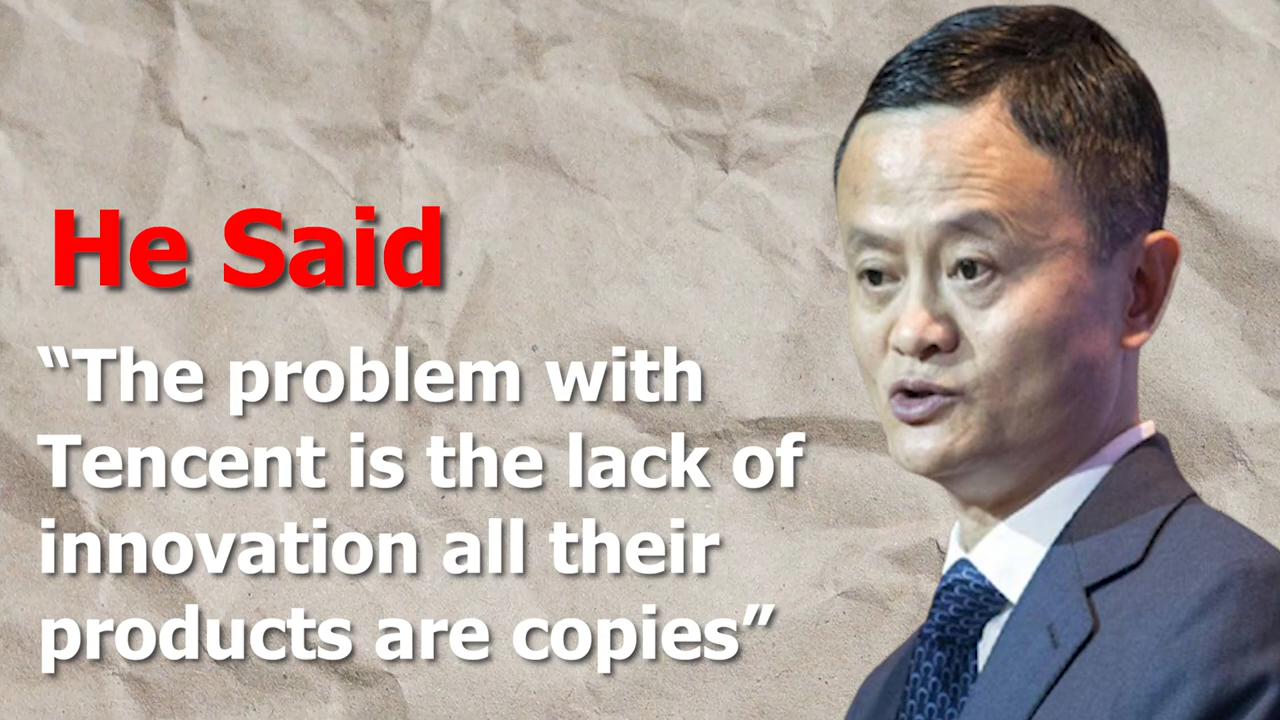 He Said
“The problem with
Tencent is the lack of
innovation all their
products are copies”